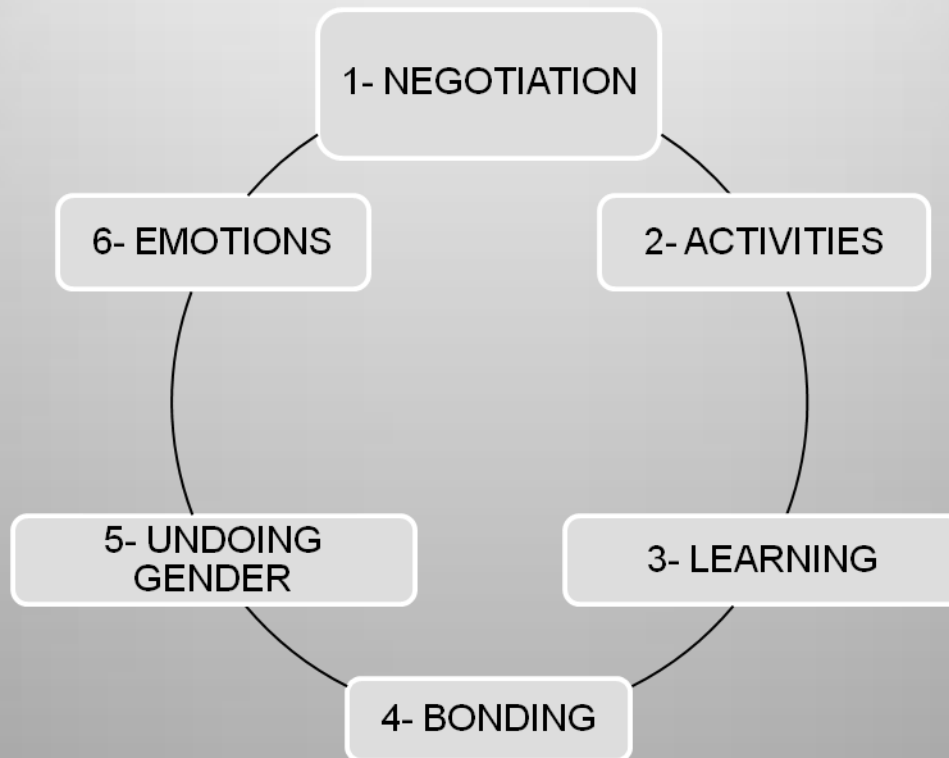 1- NEGOTIATION
2- ACTIVITIES
3- LEARNING
4- BONDING
5- UNDOING
GENDER
6- EMOTIONS